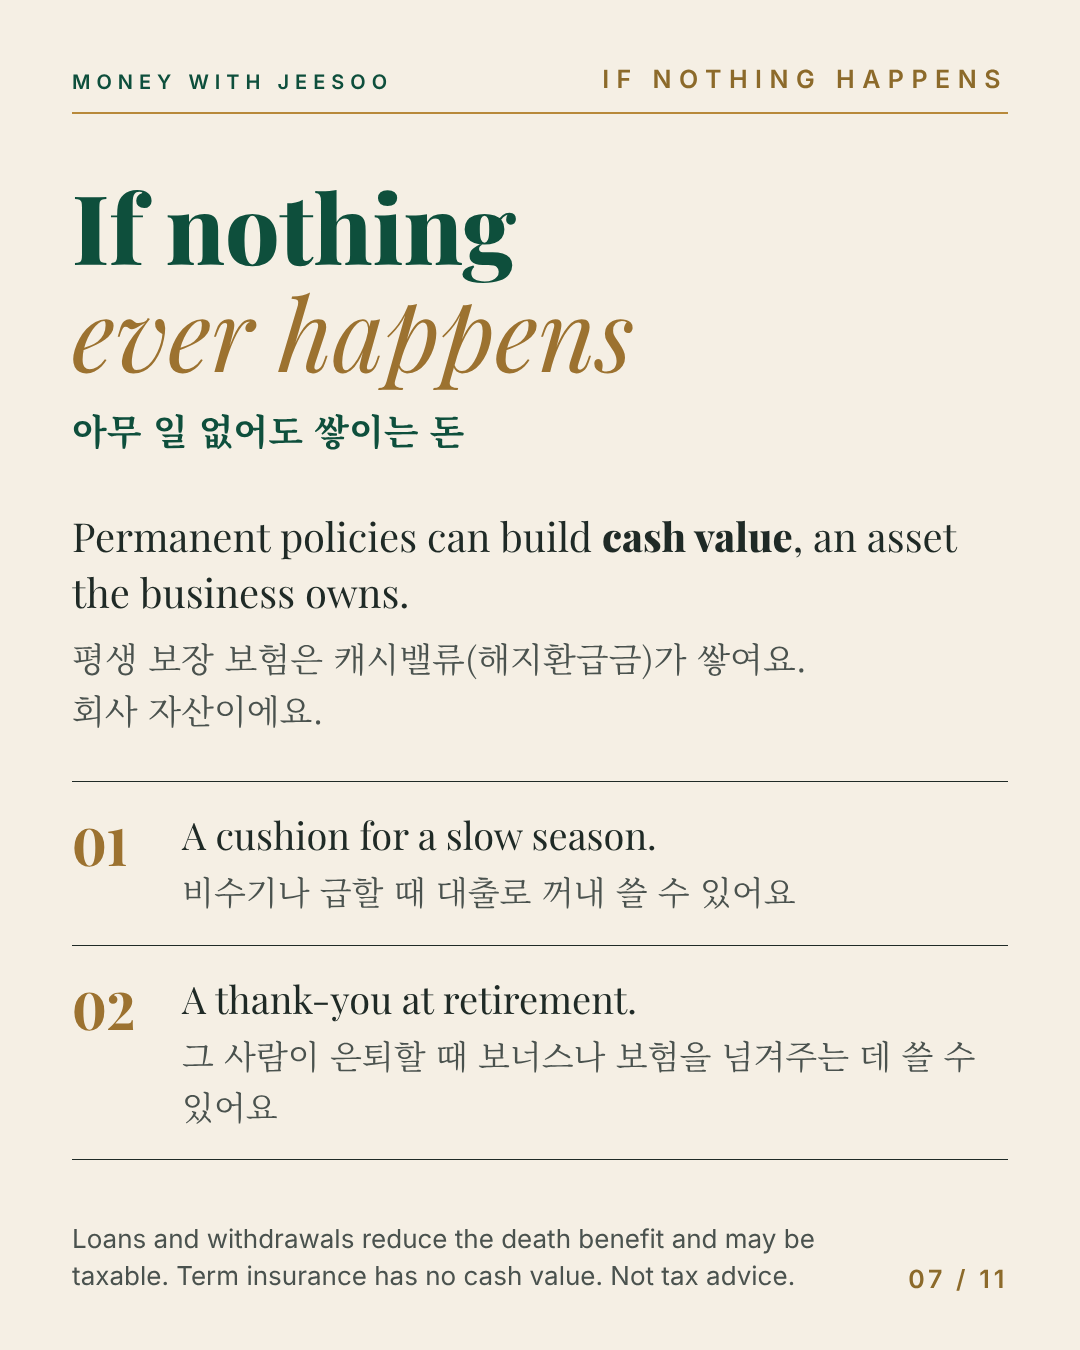 MONEY WITH JEESOO
IF NOTHING HAPPENS
If nothing
ever happens
아무 일 없어도 쌓이는 돈
Permanent policies can build cash value, an asset
the business owns.
평생 보장 보험은 캐시밸류(해지환급금)가 쌓여요.
회사 자산이에요.
01
A cushion for a slow season.
비수기나 급할 때 대출로 꺼내 쓸 수 있어요
02
A thank-you at retirement.
그 사람이 은퇴할 때 보너스나 보험을 넘겨주는 데 쓸 수
있어요
Loans and withdrawals reduce the death benefit and may be
taxable. Term insurance has no cash value. Not tax advice.
07 / 11